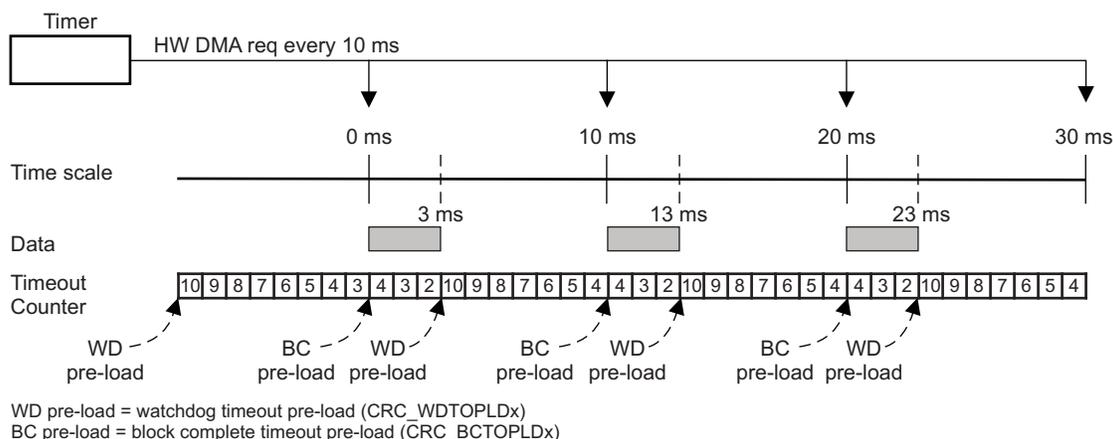 Timer
HW DMA req every 10 ms
0 ms 10 ms 20 ms 30 ms
Time scale
3 ms 13 ms 23 ms
Data
Timeout
Counter
10 9 8 7 6 5 4 3 4 3 2 10 9 8 7 6 5 4 4 3 2 10 9 8 7 6 5 4 4 3 2 10 9 8 7 6 5 4
WD
pre-load
BC
pre-load
WD
pre-load
BC
pre-load
WD
pre-load
BC
pre-load
WD
pre-load
WD pre-load = watchdog timeout pre-load (CRC_WDTOPLDx)
BC pre-load = block complete timeout pre-load (CRC_BCTOPLDx)